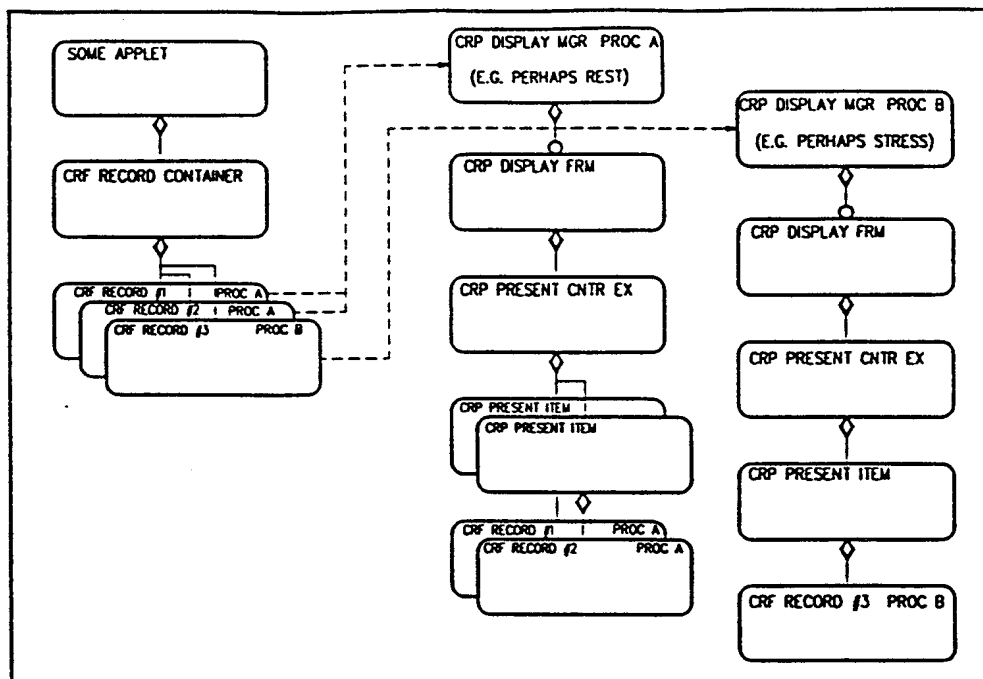 SOME APPLET
CRF RECORD CONTAINER
CRF RECORD #1 PROC A
CRF RECORD #2 PROC A
CRF RECORD #3 PROC B
CRP DISPLAY MGR PROC A
(E.G. PERHAPS REST)
CRP DISPLAY FRM
CRP PRESENT CNTR EX
CRP PRESENT ITEM
CRP PRESENT ITEM
CRF RECORD #1 PROC A
CRF RECORD #2 PROC A
CRP DISPLAY MGR PROC B
(E.G. PERHAPS STRESS)
CRP DISPLAY FRM
CRP PRESENT CNTR EX
CRP PRESENT ITEM
CRF RECORD #3 PROC B